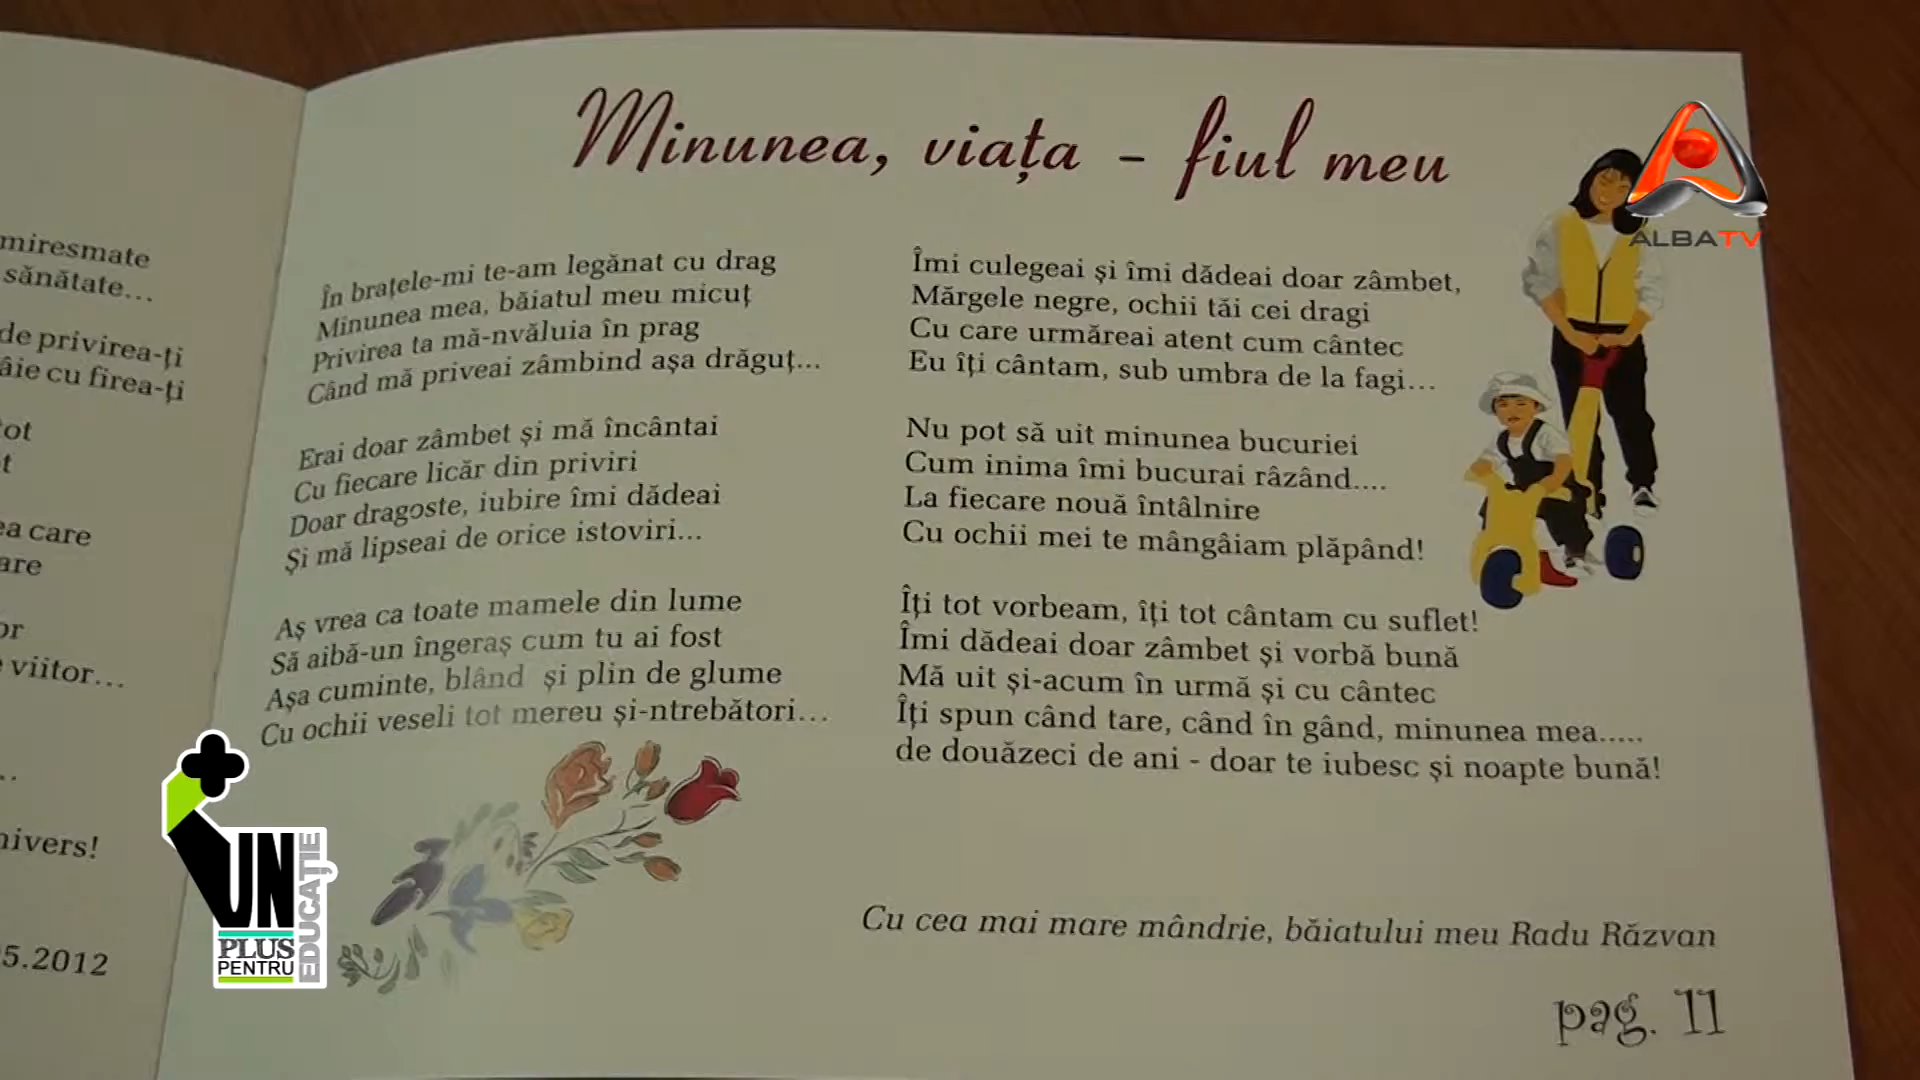 miresmate
sănătate...
de privirea-ți
âie cu firea-ți
tot
t
ea care
are
or
viitor...
...
nivers!
5.2012
Minunea, viața - fiul meu
În brațele-mi te-am legănat cu drag
Minunea mea, băiatul meu micuț
Privirea ta mă-nvăluia în prag
Când mă priveai zâmbind așa drăguț...
Erai doar zâmbet și mă încântai
Cu fiecare licăr din priviri
Doar dragoste, iubire îmi dădeai
Și mă lipseai de orice istoviri...
Aș vrea ca toate mamele din lume
Să aibă-un îngeraș cum tu ai fost
Așa cuminte, blând și plin de glume
Cu ochii veseli tot mereu și-ntrebători...
Îmi culegeai și îmi dădeai doar zâmbet,
Mărgele negre, ochii tăi cei dragi
Cu care urmăreai atent cum cântec
Eu îți cântam, sub umbra de la fagi...
Nu pot să uit minunea bucuriei
Cum inima îmi bucurai râzând....
La fiecare nouă întâlnire
Cu ochii mei te mângâiam plăpând!
Îți tot vorbeam, îți tot cântam cu suflet!
Îmi dădeai doar zâmbet și vorbă bună
Mă uit și-acum în urmă și cu cântec
Îți spun când tare, când în gând, minunea mea.....
de douăzeci de ani - doar te iubesc și noapte bună!
Cu cea mai mare mândrie, băiatului meu Radu Răzvan
pag. 11
ALBATV
UN
PLUS
PENTRU
EDUCAȚIE